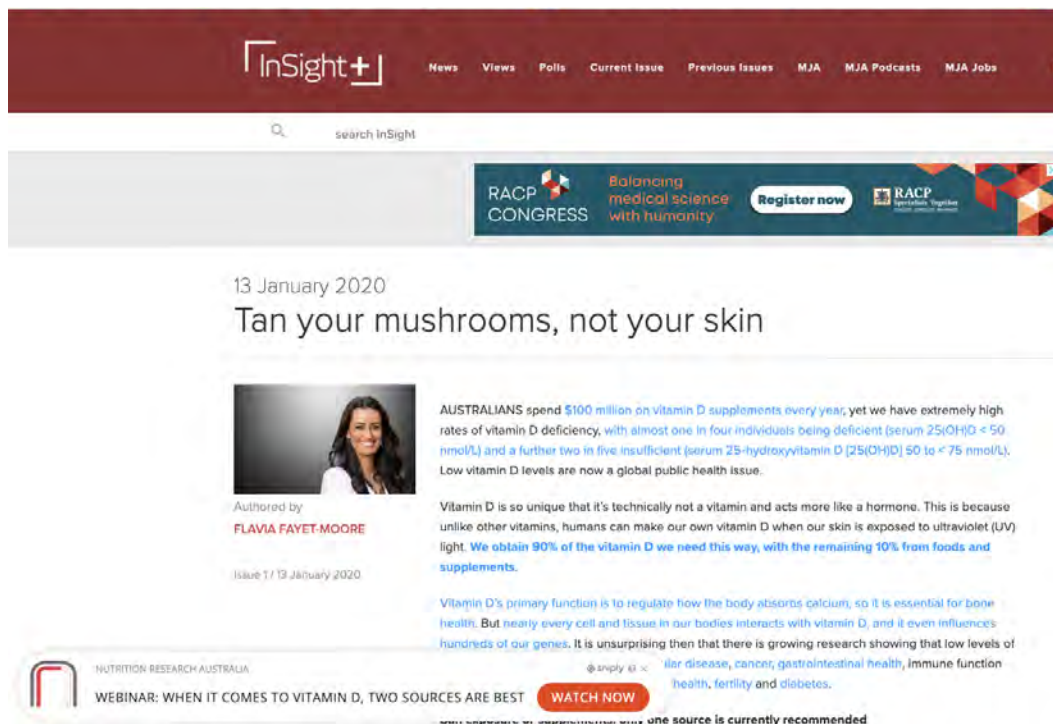 InSight+
News Views Polls Current Issue Previous Issues MJA MJA Podcasts MJA Jobs
search InSight
RACP
CONGRESS
Balancing
medical science
with humanity
Register now
RACP
Specialists Together
13 January 2020
Tan your mushrooms, not your skin
Authored by
FLAVIA FAYET-MOORE
Issue 1 / 13 January 2020
AUSTRALIANS spend $100 million on vitamin D supplements every year, yet we have extremely high
rates of vitamin D deficiency, with almost one in four individuals being deficient (serum 25(OH)D < 50
nmol/L) and a further two in five insufficient (serum 25-hydroxyvitamin D [25(OH)D] 50 to < 75 nmol/L).
Low vitamin D levels are now a global public health issue.
Vitamin D is so unique that it's technically not a vitamin and acts more like a hormone. This is because
unlike other vitamins, humans can make our own vitamin D when our skin is exposed to ultraviolet (UV)
light. We obtain 90% of the vitamin D we need this way, with the remaining 10% from foods and
supplements.
Vitamin D's primary function is to regulate how the body absorbs calcium, so it is essential for bone
health. But nearly every cell and tissue in our bodies interacts with vitamin D, and it even influences
hundreds of our genes. It is unsurprising then that there is growing research showing that low levels of
disease, cancer, gastrointestinal health, immune function
health, fertility and diabetes.
one source is currently recommended
NUTRITION RESEARCH AUSTRALIA
sniply
WEBINAR: WHEN IT COMES TO VITAMIN D, TWO SOURCES ARE BEST
WATCH NOW